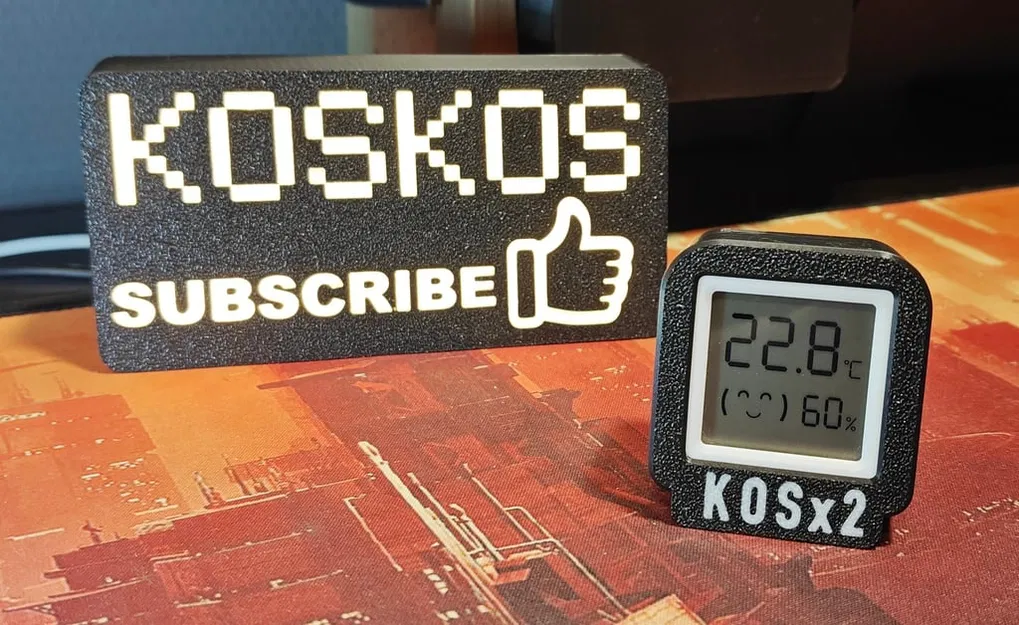 KOSKOS
SUBSCRIBE
22.8 °C
60 %
KOSx2